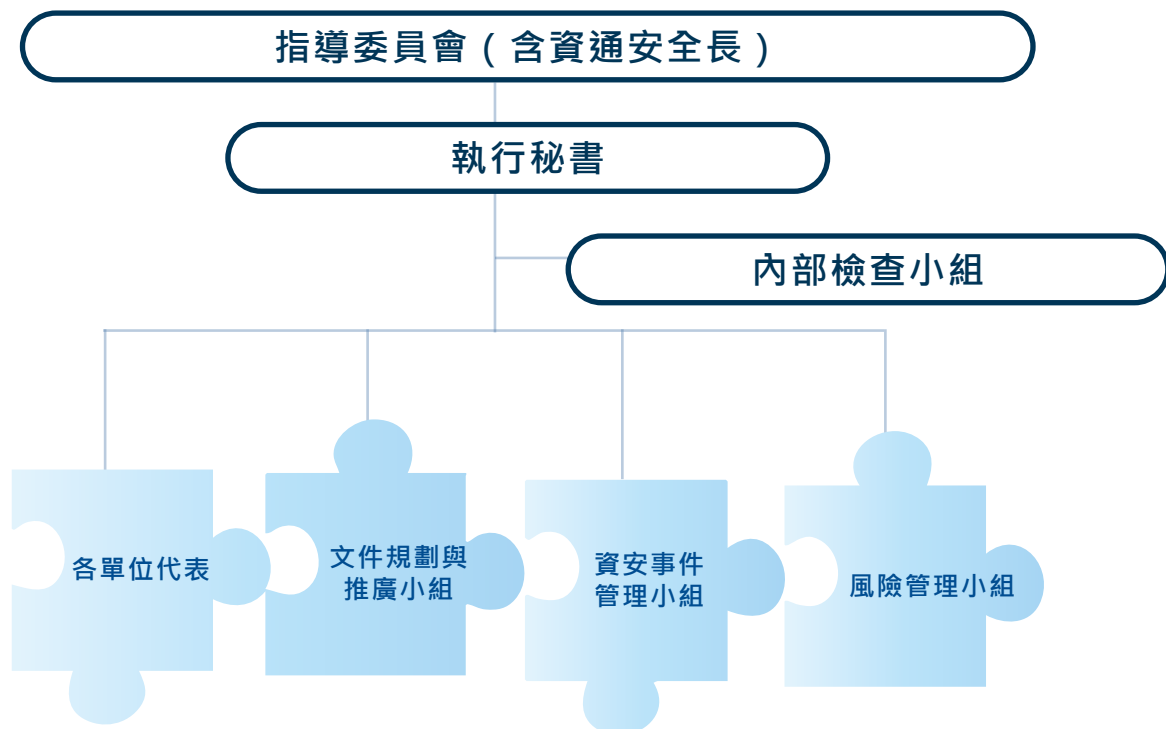 指導委員會（含資通安全長）
執行秘書
內部檢查小組
各單位代表
文件規劃與
推廣小組
資安事件
管理小組
風險管理小組